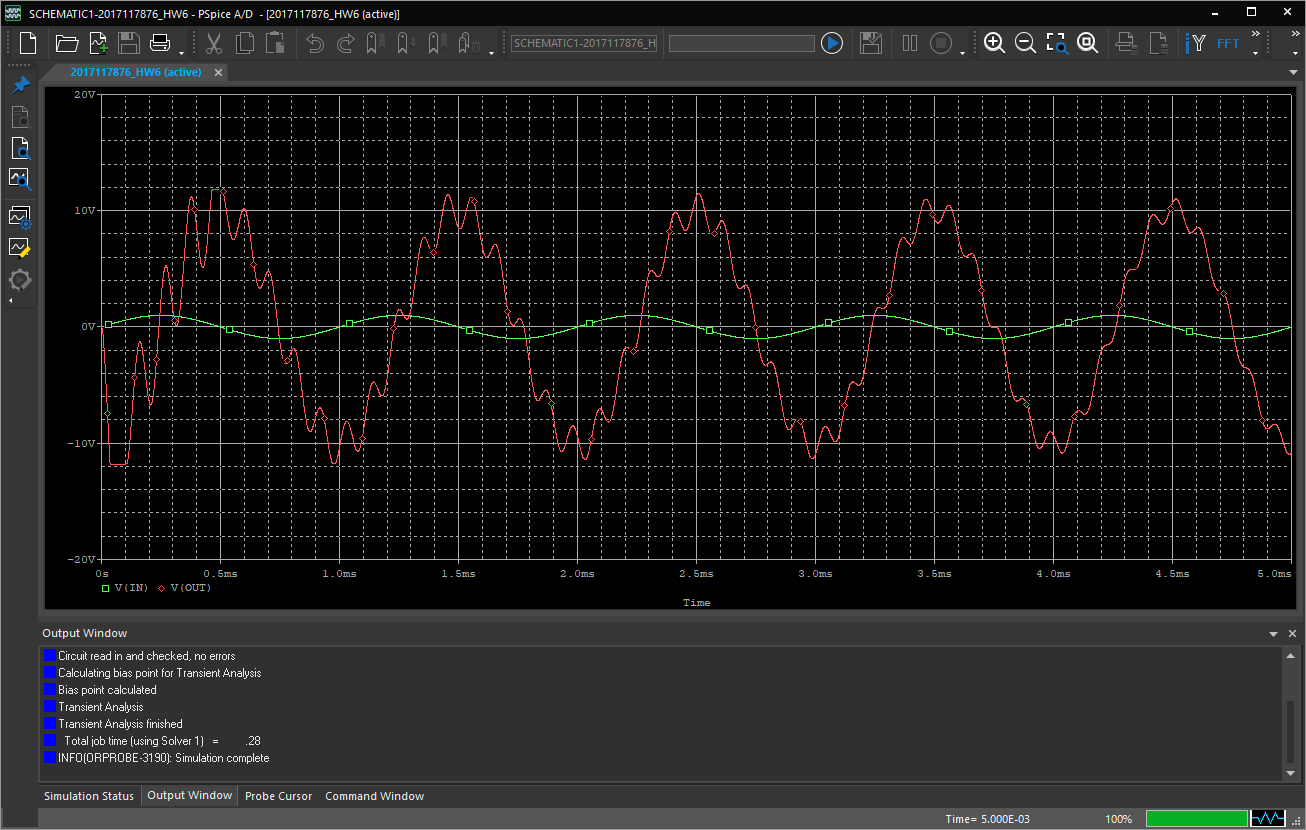 SCHEMATIC1-2017117876_HW6 - PSpice A/D - [2017117876_HW6 (active)]
SCHEMATIC1-2017117876_H
FFT
2017117876_HW6 (active)
20V
10V
0V
-10V
-20V
0s 0.5ms 1.0ms 1.5ms 2.0ms 2.5ms 3.0ms 3.5ms 4.0ms 4.5ms 5.0ms
V(IN) V(OUT)
Time
Output Window
Circuit read in and checked, no errors
Calculating bias point for Transient Analysis
Bias point calculated
Transient Analysis
Transient Analysis finished
Total job time (using Solver 1) = .28
INFO(ORPROBE-3190): Simulation complete
Simulation Status Output Window Probe Cursor Command Window
Time= 5.000E-03 100%